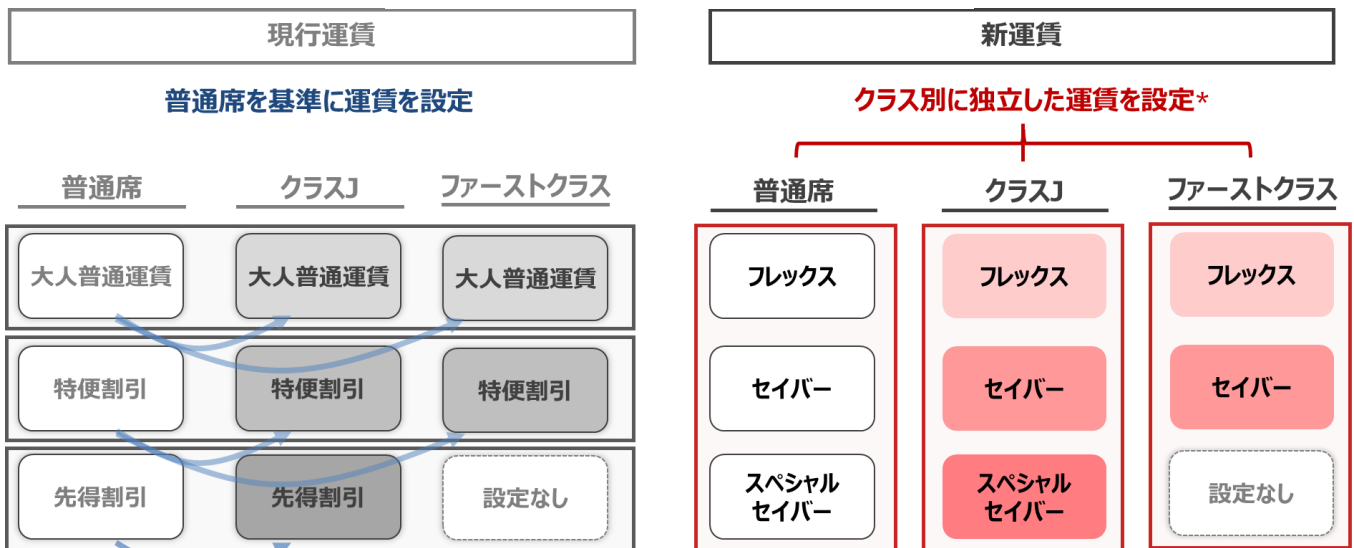 現行運賃
普通席を基準に運賃を設定
普通席
クラスJ
ファーストクラス
大人普通運賃
大人普通運賃
大人普通運賃
特便割引
特便割引
特便割引
先得割引
先得割引
設定なし
新運賃
クラス別に独立した運賃を設定*
普通席
クラスJ
ファーストクラス
フレックス
フレックス
フレックス
セイバー
セイバー
セイバー
スペシャル
セイバー
スペシャル
セイバー
設定なし